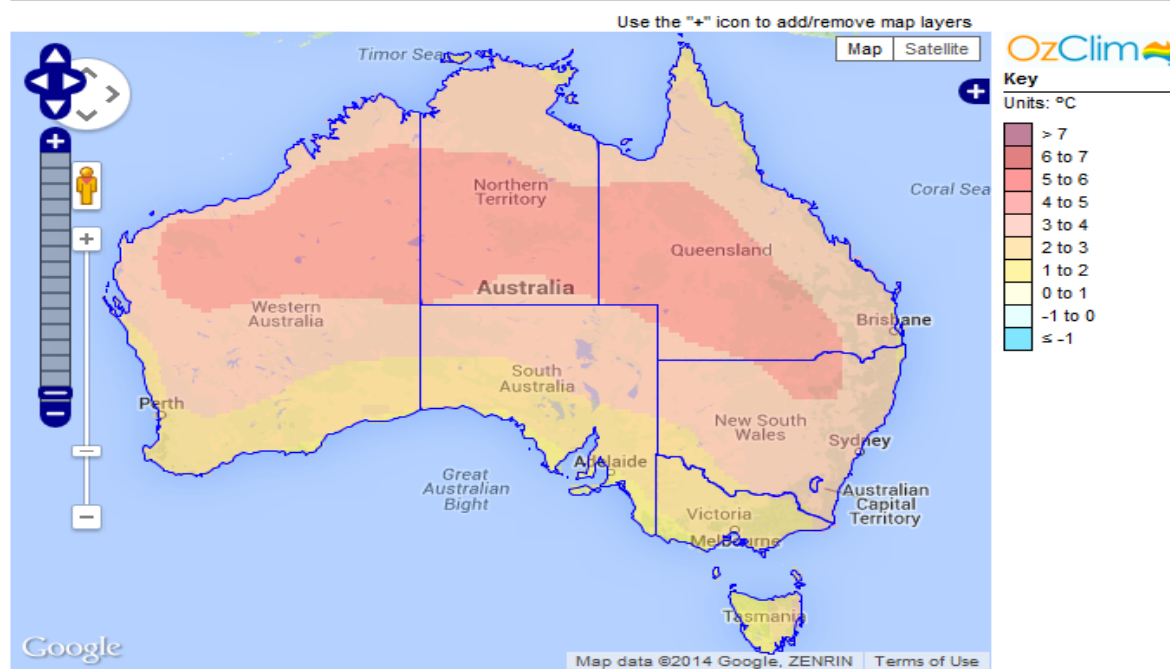 Use the "+" icon to add/remove map layers
Timor Sea
Map
Satellite
OzClim
Key
Units: ºC
> 7
6 to 7
5 to 6
4 to 5
3 to 4
2 to 3
1 to 2
0 to 1
-1 to 0
≤ -1
Coral Sea
Northern
Territory
Queensland
Australia
Western
Australia
Brisbane
South
Australia
Perth
New South
Wales
Sydney
Adelaide
Great
Australian
Bight
Australian
Capital
Territory
Victoria
Melbourne
Tasmania
Google
Map data ©2014 Google, ZENRIN
Terms of Use